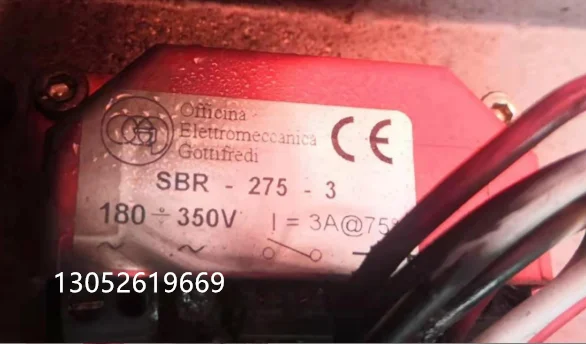 Officina
Elettromeccanica
Gottifredi
CE
SBR - 275 - 3
180 ÷ 350V I = 3A@75°
~ ~
13052619669